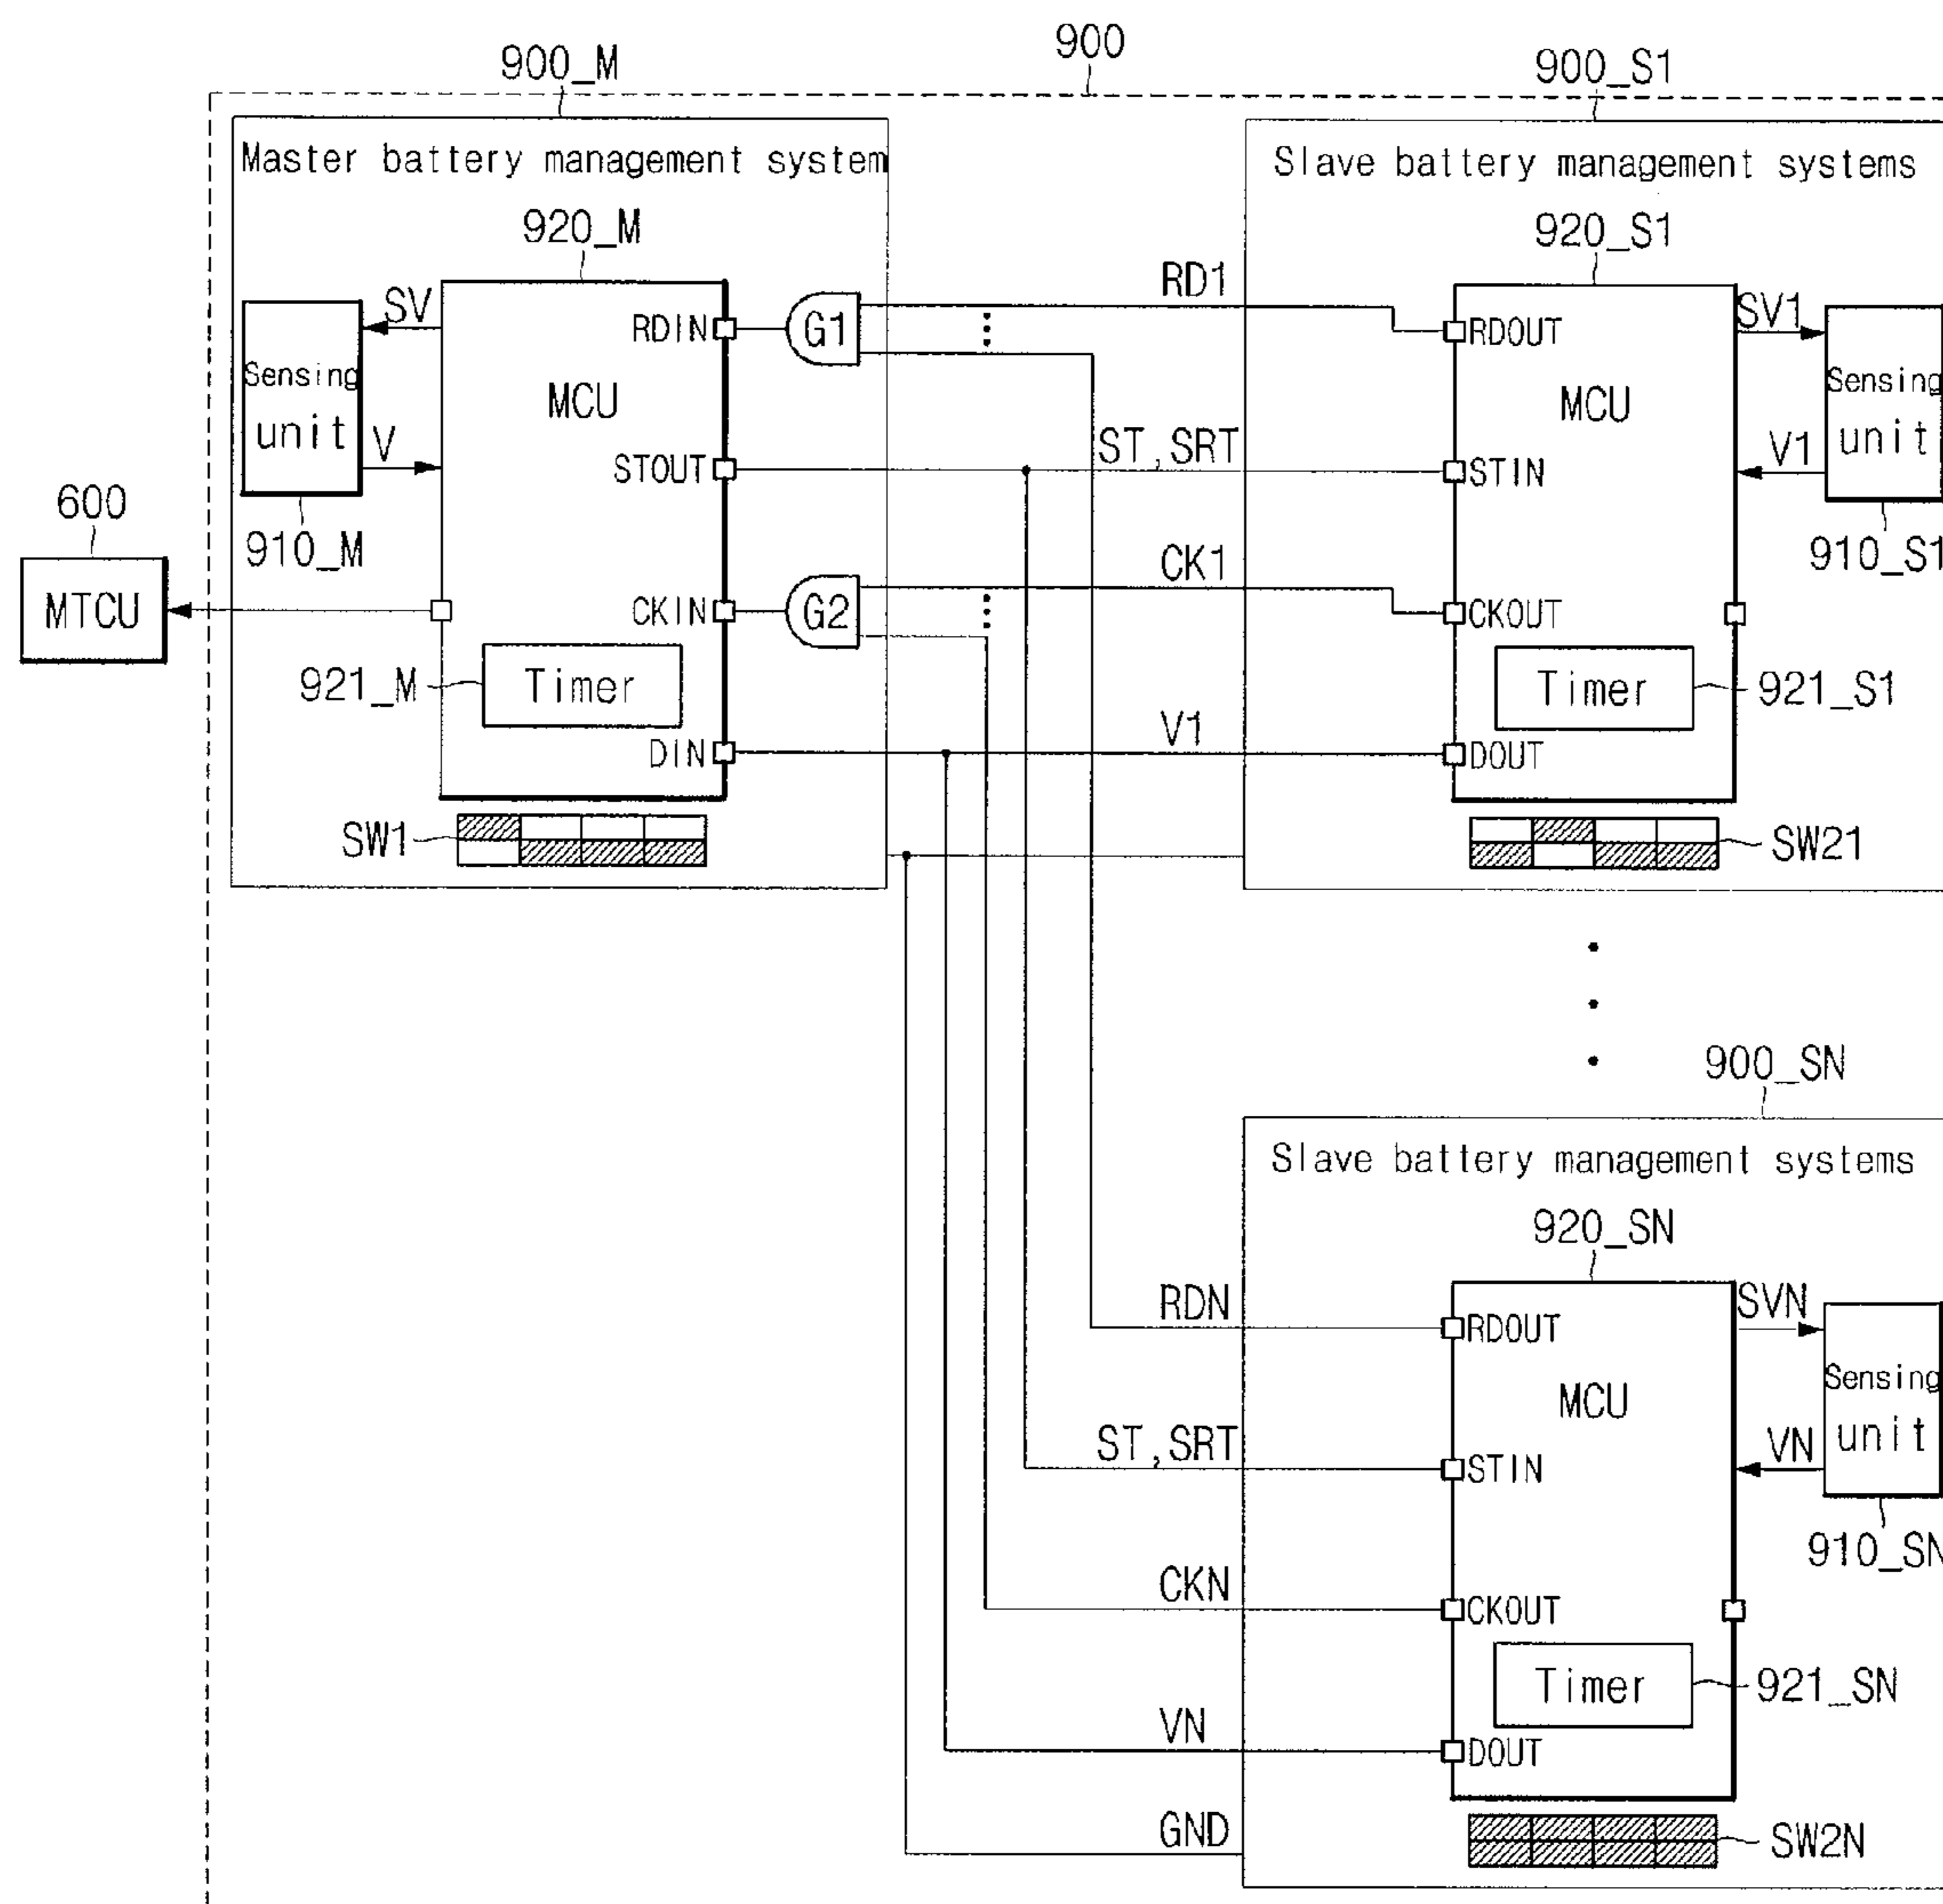 900_M
900
900_S1
Master battery management system
Slave battery management systems
920_M
920_S1
SV
RDIN
G1
RD1
RDOUT
SV1
Sensing
unit
MCU
MCU
Sensing
unit
V
STOUT
ST,SRT
STIN
V1
600
910_M
910_S1
MTCU
CKIN
G2
CK1
CKOUT
921_M
Timer
Timer
921_S1
DIN
V1
DOUT
SW1
SW21
900_SN
Slave battery management systems
920_SN
RDN
RDOUT
SVN
MCU
Sensing
unit
ST,SRT
STIN
VN
910_SN
CKN
CKOUT
Timer
921_SN
VN
DOUT
GND
SW2N